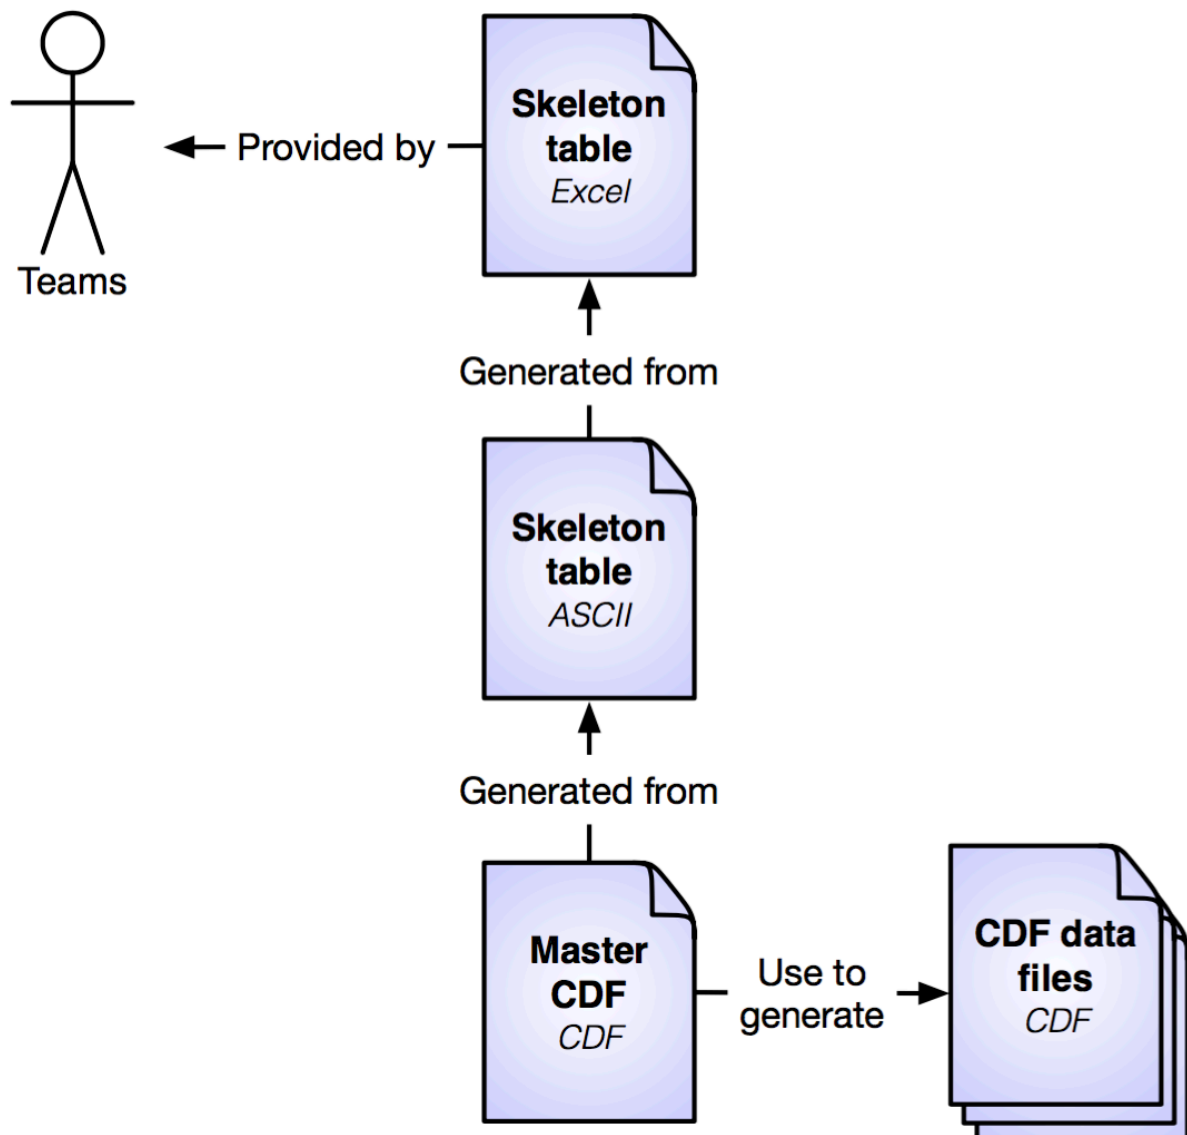 Skeleton
table
Excel
Provided by
Teams
Generated from
Skeleton
table
ASCII
Generated from
Master
CDF
CDF
Use to
generate
CDF data
files
CDF